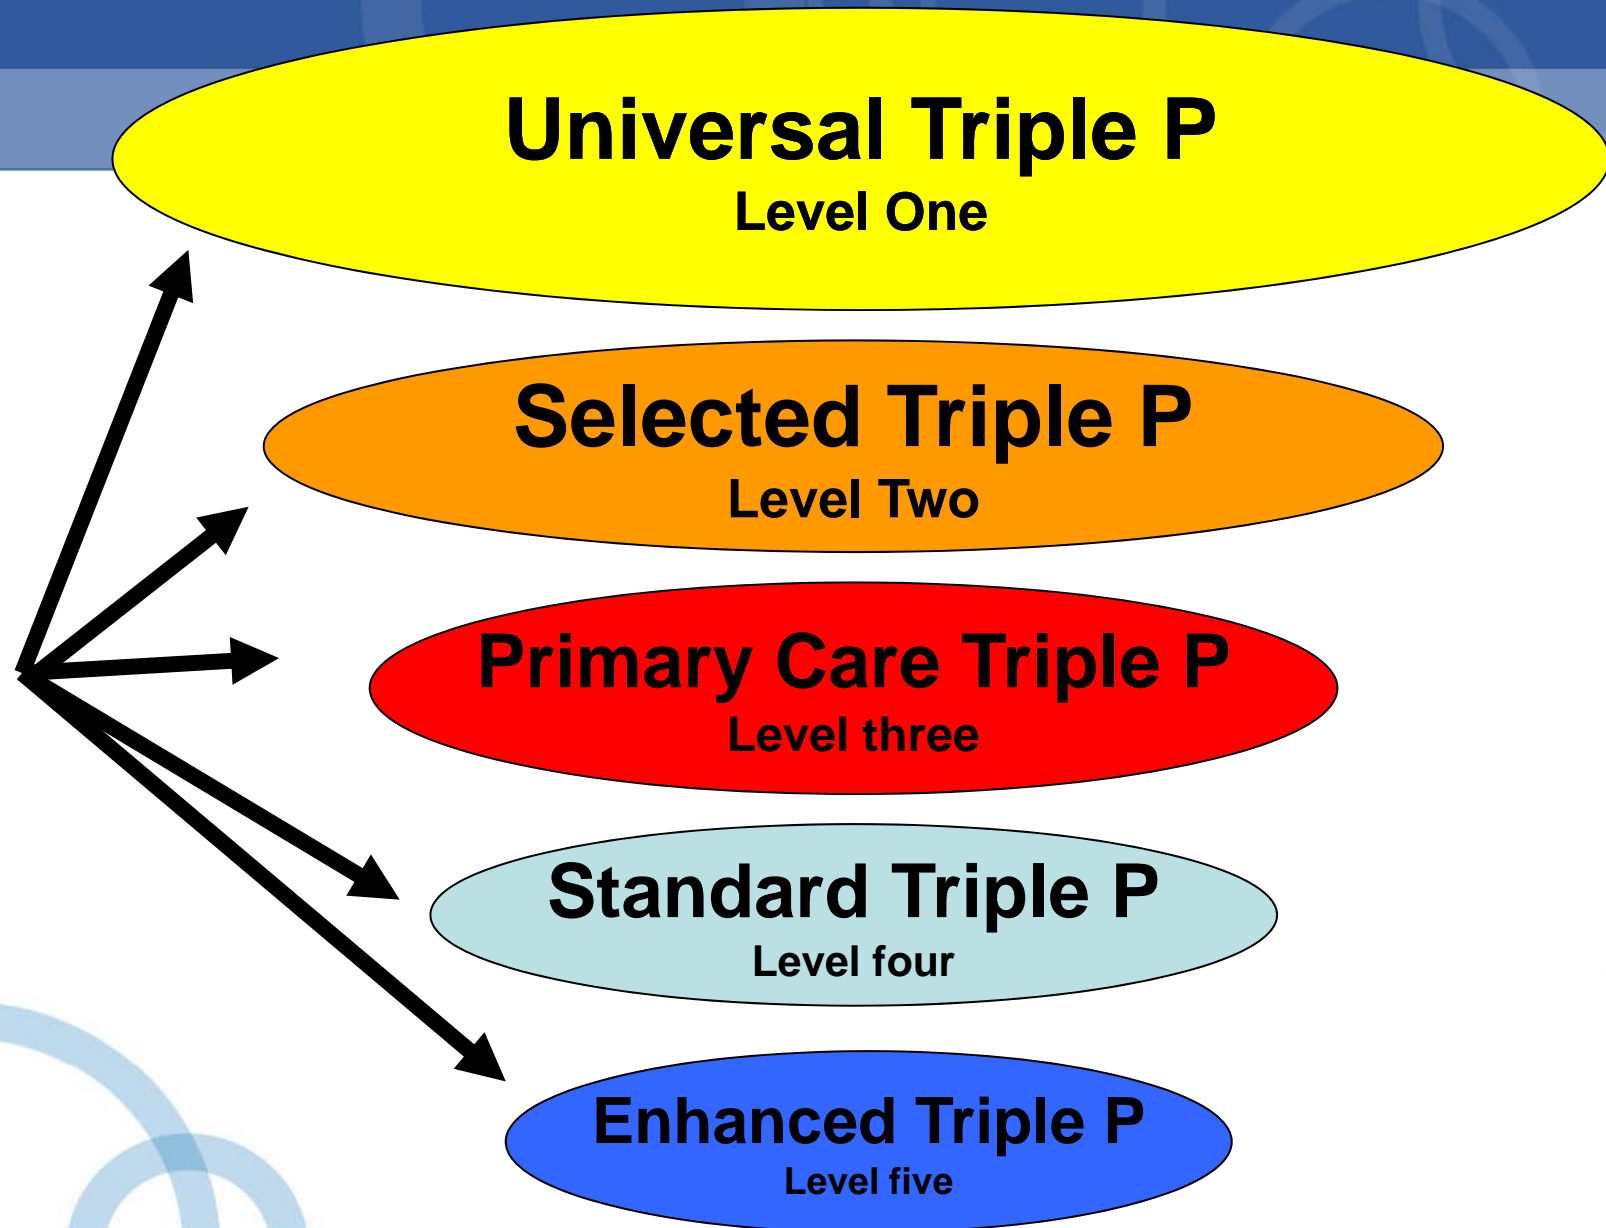 Universal Triple P
Level One
Selected Triple P
Level Two
Primary Care Triple P
Level three
Standard Triple P
Level four
Enhanced Triple P
Level five